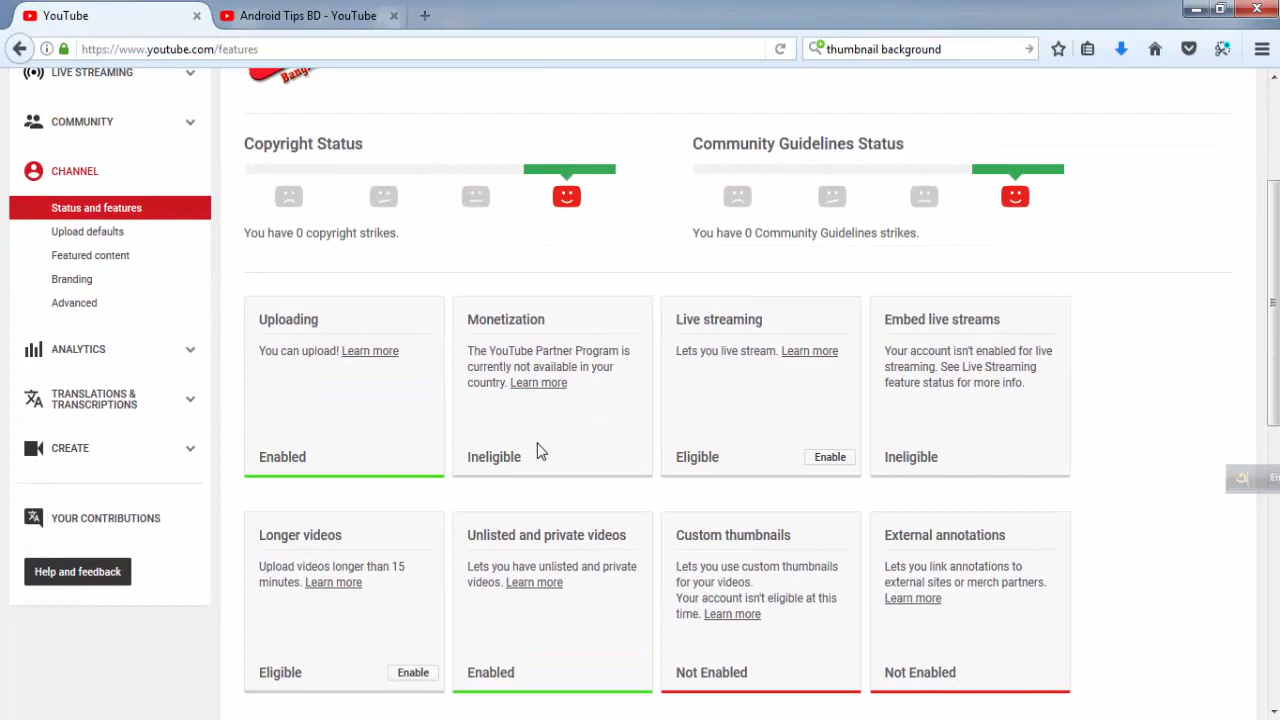 YouTube
Android Tips BD - YouTube
https://www.youtube.com/features
thumbnail background
LIVE STREAMING
COMMUNITY
CHANNEL
Status and features
Upload defaults
Featured content
Branding
Advanced
ANALYTICS
TRANSLATIONS &
TRANSCRIPTIONS
CREATE
YOUR CONTRIBUTIONS
Help and feedback
Bang
Copyright Status
You have 0 copyright strikes.
Community Guidelines Status
You have 0 Community Guidelines strikes.
Uploading
You can upload! Learn more
Enabled
Monetization
The YouTube Partner Program is
currently not available in your
country. Learn more
Ineligible
Live streaming
Lets you live stream. Learn more
Eligible
Enable
Embed live streams
Your account isn't enabled for live
streaming. See Live Streaming
feature status for more info.
Ineligible
Longer videos
Upload videos longer than 15
minutes. Learn more
Eligible
Enable
Unlisted and private videos
Lets you have unlisted and private
videos. Learn more
Enabled
Custom thumbnails
Lets you use custom thumbnails
for your videos.
Your account isn't eligible at this
time. Learn more
Not Enabled
External annotations
Lets you link annotations to
external sites or merch partners.
Learn more
Not Enabled
En